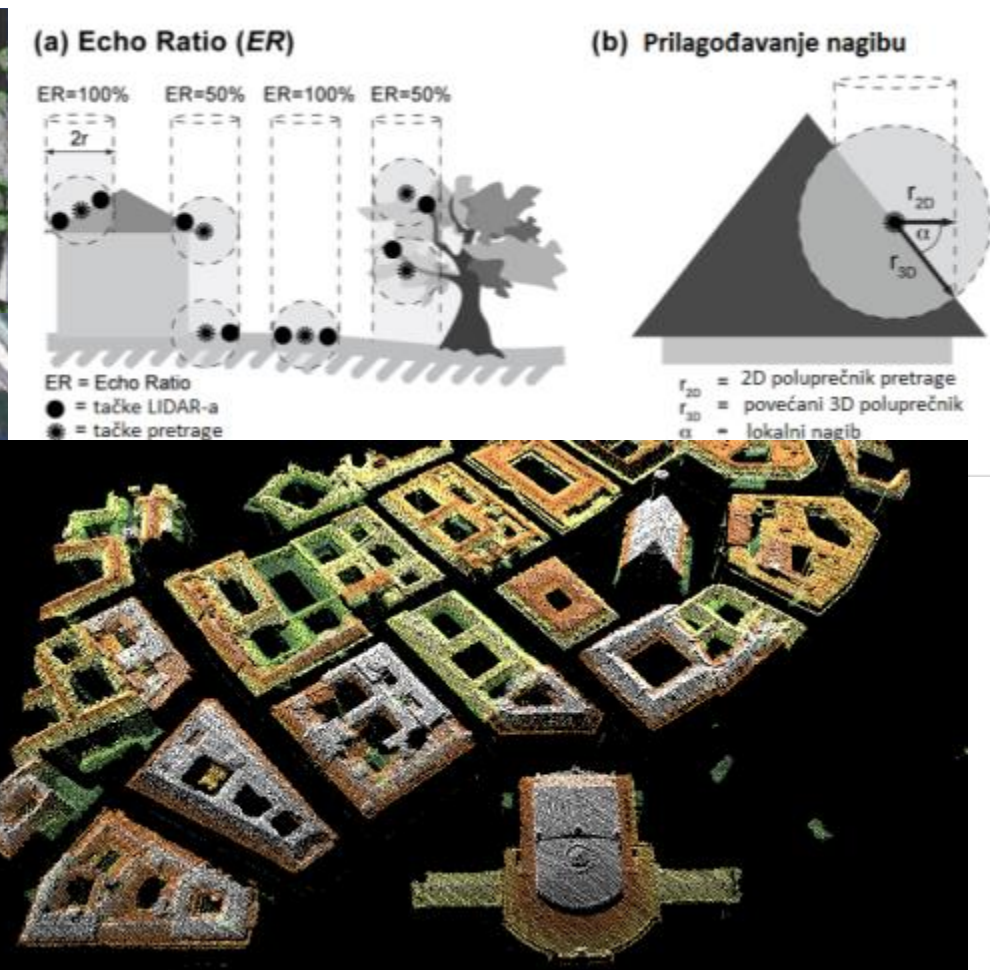 (a) Echo Ratio (ER)
ER=100% ER=50% ER=100% ER=50%
2r
ER = Echo Ratio
= tačke LIDAR-a
= tačke pretrage
(b) Prilagođavanje nagibu
r2D
α
r3D
r2D = 2D poluprečnik pretrage
r3D = povećani 3D poluprečnik
α = lokalni nagib